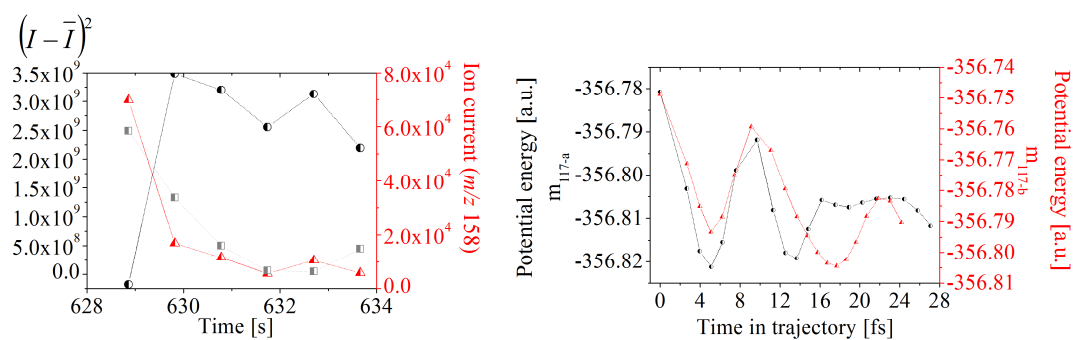 (I − Ī)²
3.5x10⁹
3.0x10⁹
2.5x10⁹
2.0x10⁹
1.5x10⁹
1.0x10⁹
5.0x10⁸
0.0
628
630
632
634
Time [s]
8.0x10⁴
6.0x10⁴
4.0x10⁴
2.0x10⁴
0.0
Ion current (m/z 158)
Potential energy [a.u.]
m₁₁₇₋ₐ
-356.78
-356.79
-356.80
-356.81
-356.82
0
4
8
12
16
20
24
28
Time in trajectory [fs]
-356.74
-356.75
-356.76
-356.77
-356.78
-356.79
-356.80
-356.81
Potential energy [a.u.]
m₁₁₇₋b